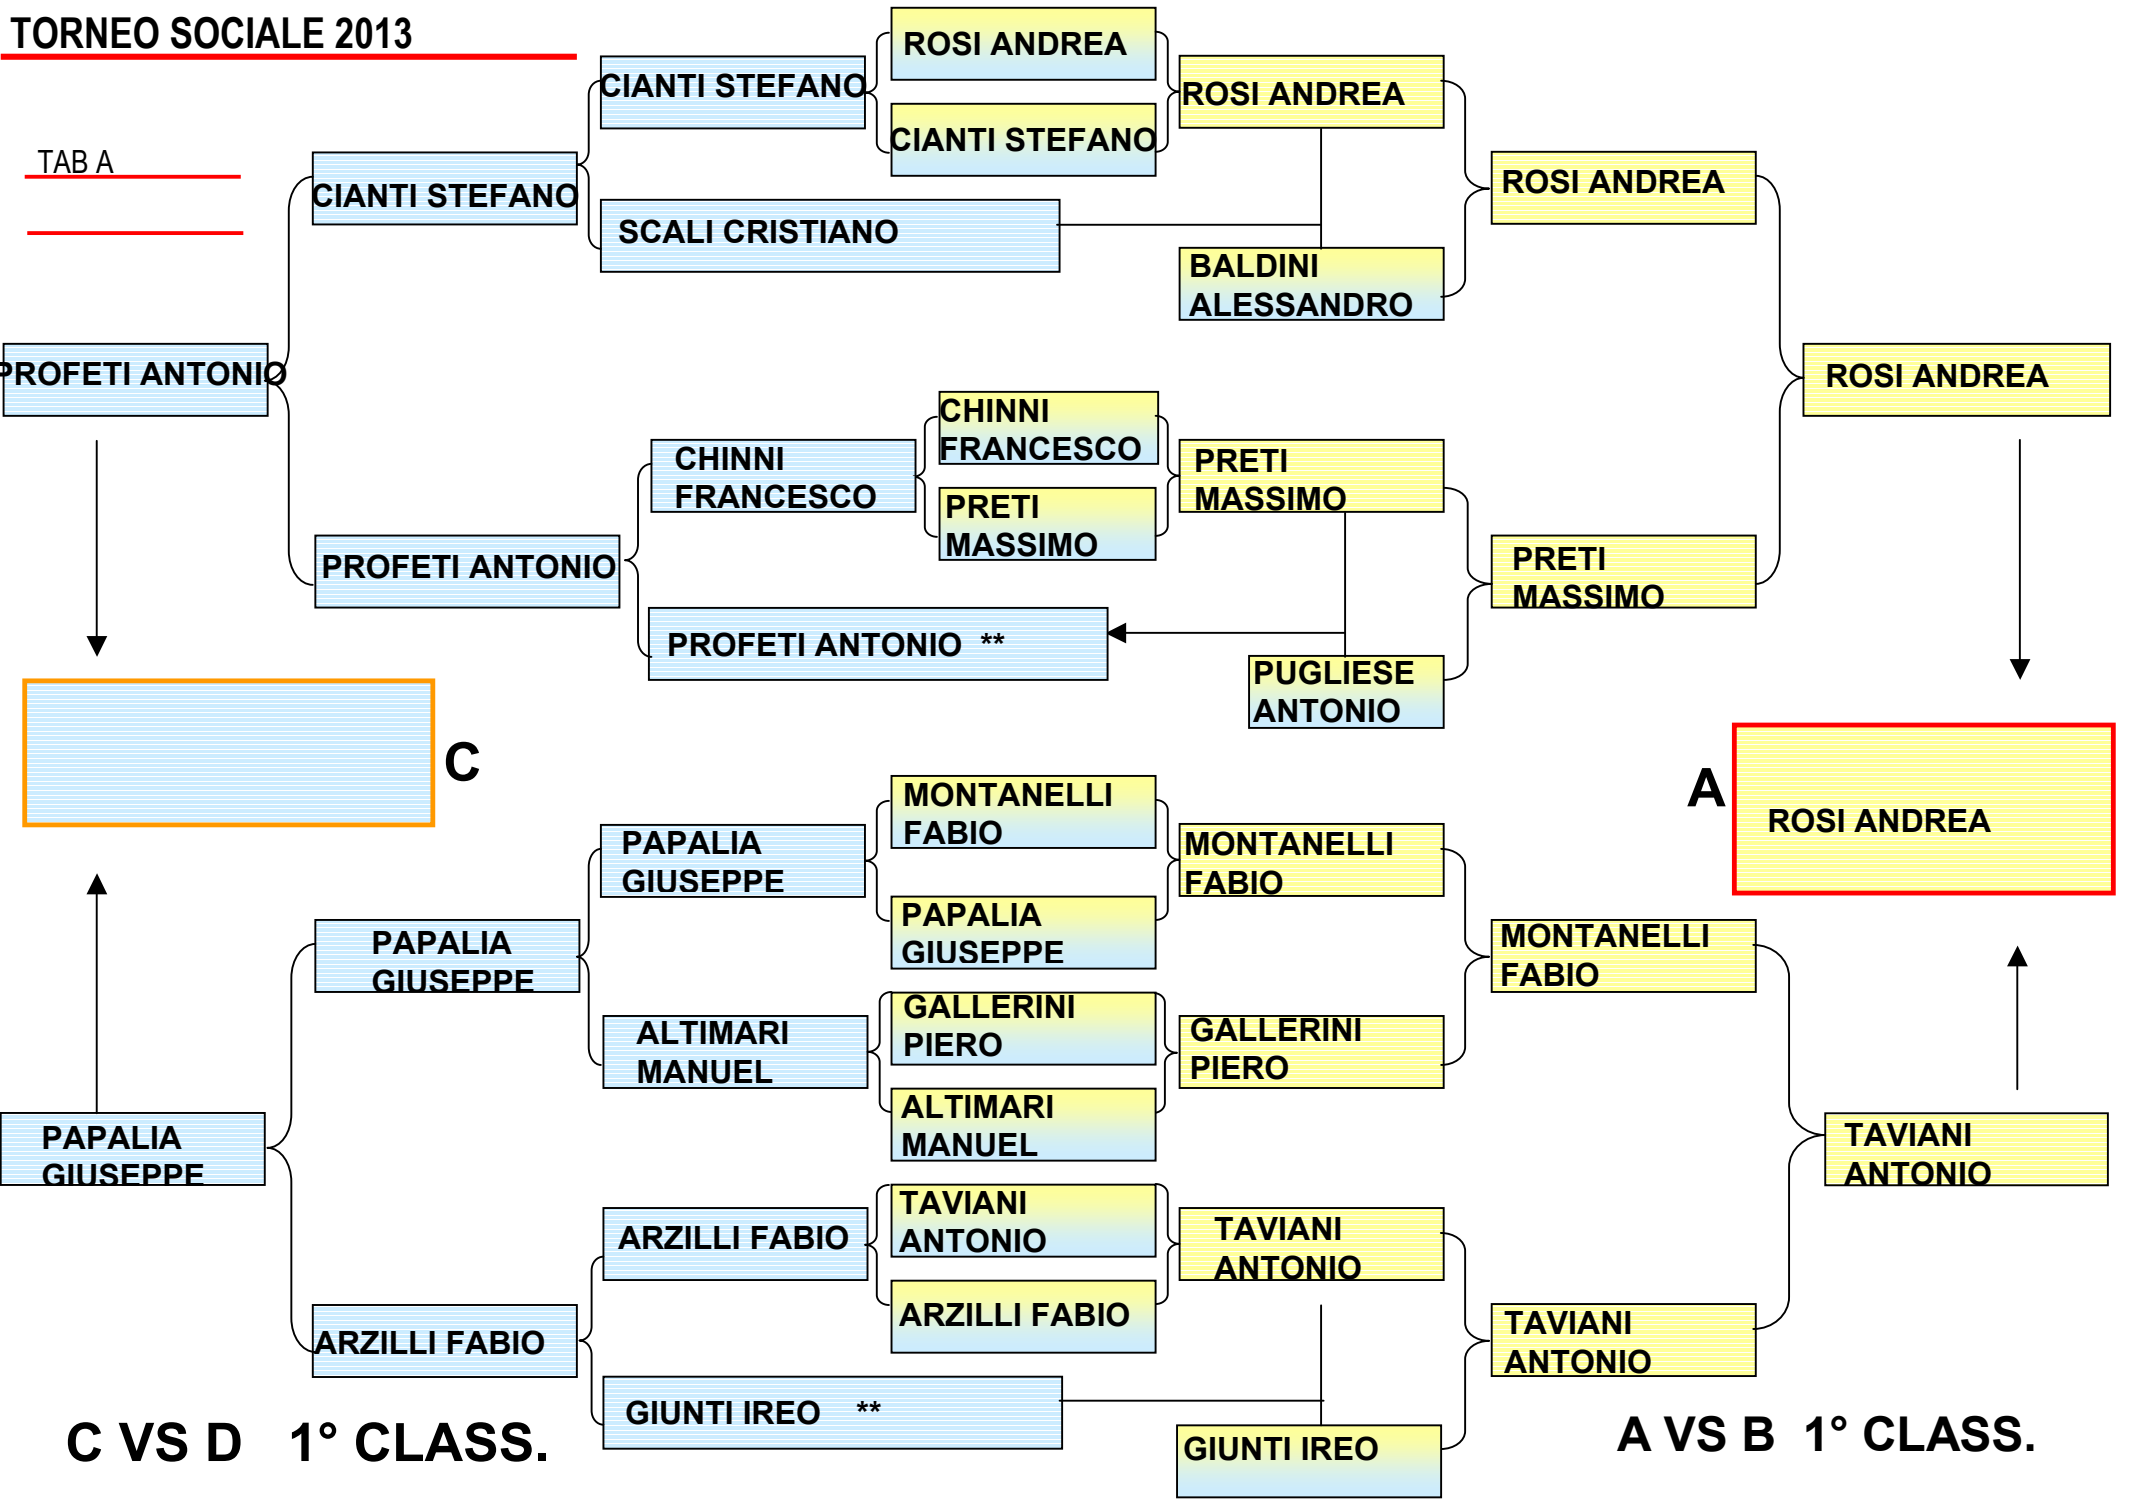 TORNEO SOCIALE 2013
TAB A
ROSI ANDREA
CIANTI STEFANO
ROSI ANDREA
CIANTI STEFANO
ROSI ANDREA
CIANTI STEFANO
SCALI CRISTIANO
BALDINI
ALESSANDRO
PROFETI ANTONIO
ROSI ANDREA
CHINNI
FRANCESCO
CHINNI
FRANCESCO
PRETI
MASSIMO
PRETI
MASSIMO
PROFETI ANTONIO
PRETI
MASSIMO
PROFETI ANTONIO **
PUGLIESE
ANTONIO
C
A
ROSI ANDREA
MONTANELLI
FABIO
PAPALIA
GIUSEPPE
MONTANELLI
FABIO
PAPALIA
GIUSEPPE
PAPALIA
GIUSEPPE
MONTANELLI
FABIO
GALLERINI
PIERO
ALTIMARI
MANUEL
GALLERINI
PIERO
ALTIMARI
MANUEL
PAPALIA
GIUSEPPE
TAVIANI
ANTONIO
TAVIANI
ANTONIO
ARZILLI FABIO
TAVIANI
ANTONIO
ARZILLI FABIO
ARZILLI FABIO
TAVIANI
ANTONIO
GIUNTI IREO **
GIUNTI IREO
C VS D 1° CLASS.
A VS B 1° CLASS.